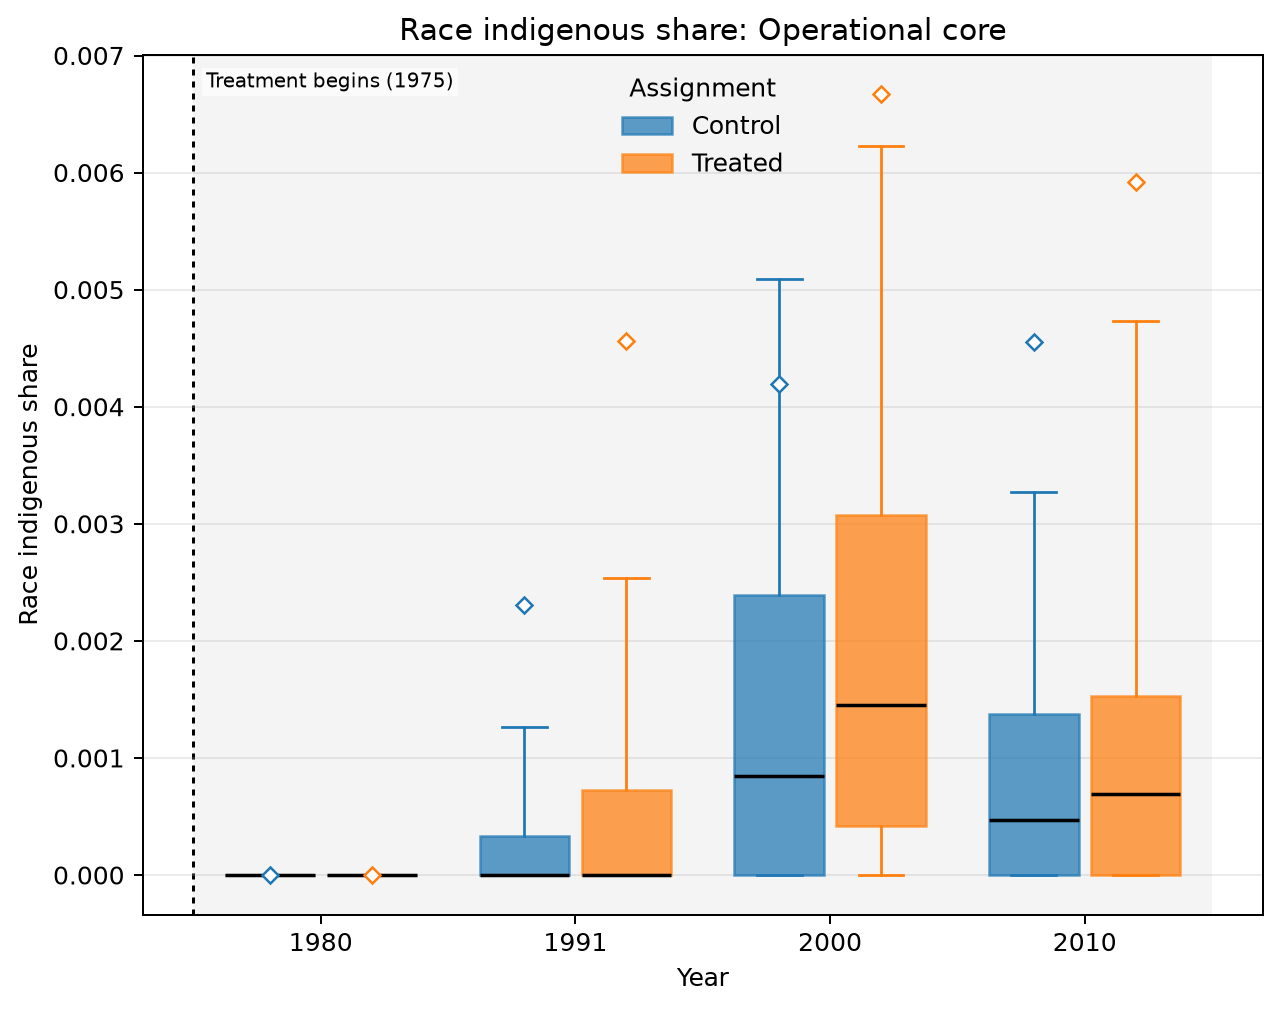 Race indigenous share: Operational core
Treatment begins (1975)
Assignment
Control
Treated
0.007
0.006
0.005
0.004
0.003
0.002
0.001
0.000
Race indigenous share
1980
1991
2000
2010
Year